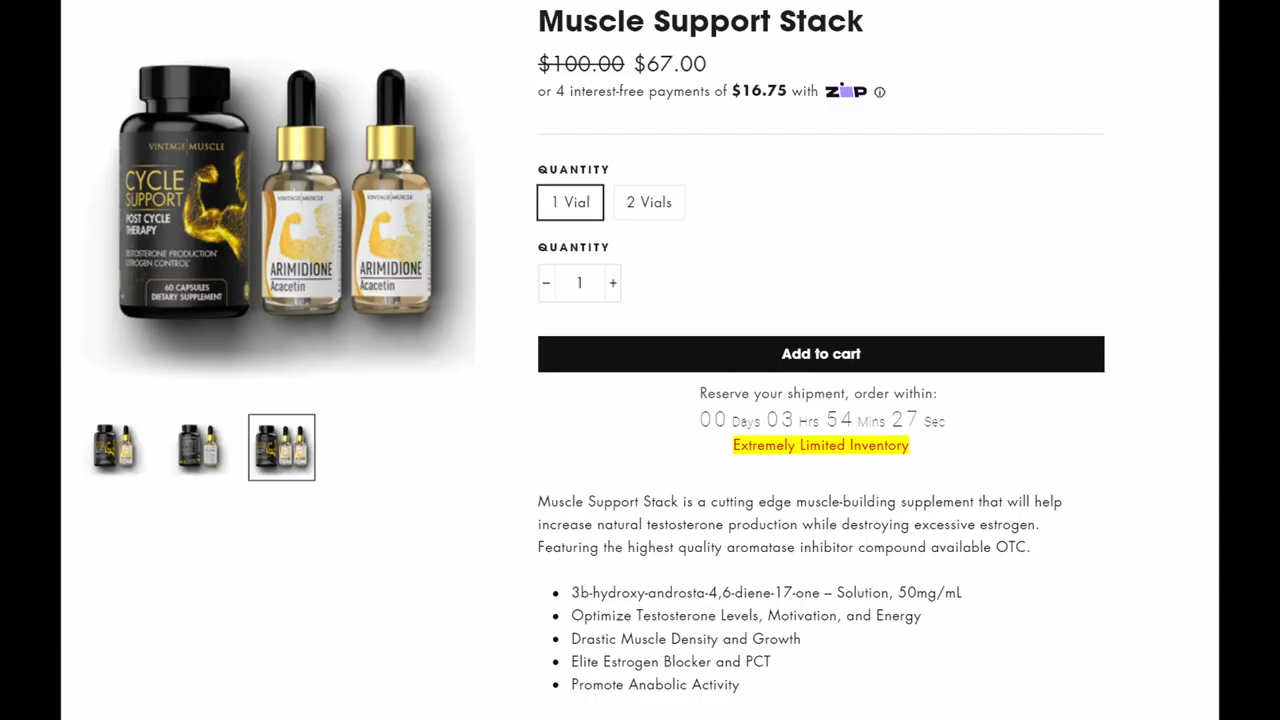 Muscle Support Stack
$100.00 $67.00
or 4 interest-free payments of $16.75 with ZIP
QUANTITY
1 Vial 2 Vials
QUANTITY
− 1 +
Add to cart
Reserve your shipment, order within:
00 Days 03 Hrs 54 Mins 27 Sec
Extremely Limited Inventory
Muscle Support Stack is a cutting edge muscle-building supplement that will help
increase natural testosterone production while destroying excessive estrogen.
Featuring the highest quality aromatase inhibitor compound available OTC.
3b-hydroxy-androsta-4,6-diene-17-one – Solution, 50mg/mL
Optimize Testosterone Levels, Motivation, and Energy
Drastic Muscle Density and Growth
Elite Estrogen Blocker and PCT
Promote Anabolic Activity
VINTAGE MUSCLE
CYCLE
SUPPORT
POST CYCLE
THERAPY
TESTOSTERONE PRODUCTION
ESTROGEN CONTROL
60 CAPSULES
DIETARY SUPPLEMENT
VINTAGE MUSCLE
ARIMIDIONE
Acacetin
VINTAGE MUSCLE
ARIMIDIONE
Acacetin